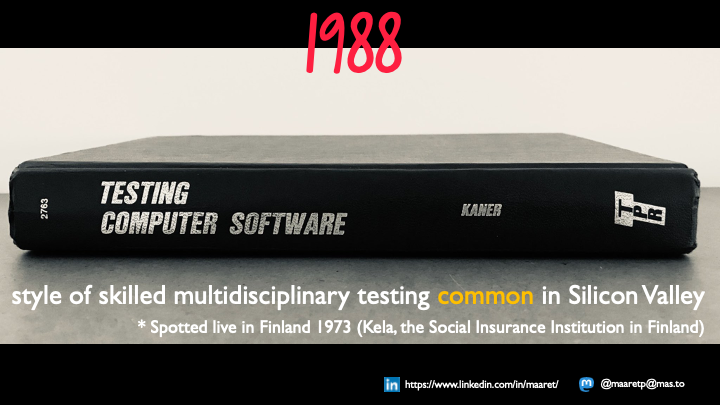 1988
2763
TESTING
COMPUTER SOFTWARE
KANER
TPR
style of skilled multidisciplinary testing common in Silicon Valley
* Spotted live in Finland 1973 (Kela, the Social Insurance Institution in Finland)
in https://www.linkedin.com/in/maaret/ m @maaretp@mas.to